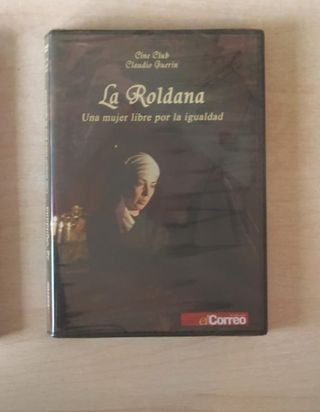 Cine Club
Claudio Guerin
La Roldana
Una mujer libre por la igualdad
elCorreo